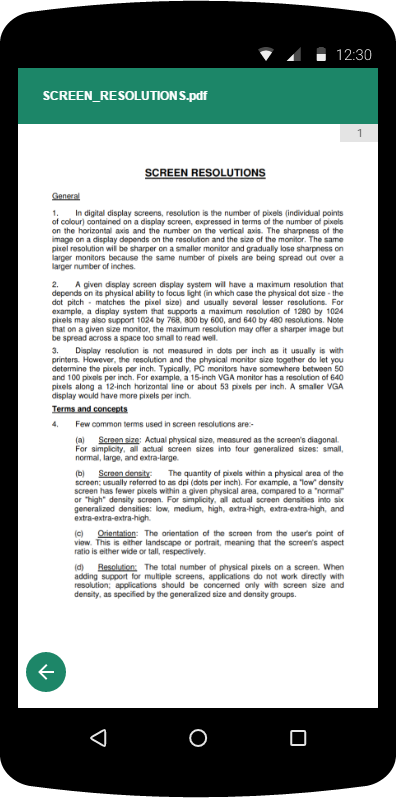 12:30
SCREEN_RESOLUTIONS.pdf
1
SCREEN RESOLUTIONS
General
1. In digital display screens, resolution is the number of pixels (individual points
of colour) contained on a display screen, expressed in terms of the number of pixels
on the horizontal axis and the number on the vertical axis. The sharpness of the
image on a display depends on the resolution and the size of the monitor. The same
pixel resolution will be sharper on a smaller monitor and gradually lose sharpness on
larger monitors because the same number of pixels are being spread out over a
larger number of inches.
2. A given display screen display system will have a maximum resolution that
depends on its physical ability to focus light (in which case the physical dot size - the
dot pitch - matches the pixel size) and usually several lesser resolutions. For
example, a display system that supports a maximum resolution of 1280 by 1024
pixels may also support 1024 by 768, 800 by 600, and 640 by 480 resolutions. Note
that on a given size monitor, the maximum resolution may offer a sharper image but
be spread across a space too small to read well.
3. Display resolution is not measured in dots per inch as it usually is with
printers. However, the resolution and the physical monitor size together do let you
determine the pixels per inch. Typically, PC monitors have somewhere between 50
and 100 pixels per inch. For example, a 15-inch VGA monitor has a resolution of 640
pixels along a 12-inch horizontal line or about 53 pixels per inch. A smaller VGA
display would have more pixels per inch.
Terms and concepts
4. Few common terms used in screen resolutions are:-
(a) Screen size: Actual physical size, measured as the screen's diagonal.
For simplicity, all actual screen sizes into four generalized sizes: small,
normal, large, and extra-large.
(b) Screen density: The quantity of pixels within a physical area of the
screen; usually referred to as dpi (dots per inch). For example, a "low" density
screen has fewer pixels within a given physical area, compared to a "normal"
or "high" density screen. For simplicity, all actual screen densities into six
generalized densities: low, medium, high, extra-high, extra-extra-high, and
extra-extra-extra-high.
(c) Orientation: The orientation of the screen from the user's point of
view. This is either landscape or portrait, meaning that the screen's aspect
ratio is either wide or tall, respectively.
(d) Resolution: The total number of physical pixels on a screen. When
adding support for multiple screens, applications do not work directly with
resolution; applications should be concerned only with screen size and
density, as specified by the generalized size and density groups.